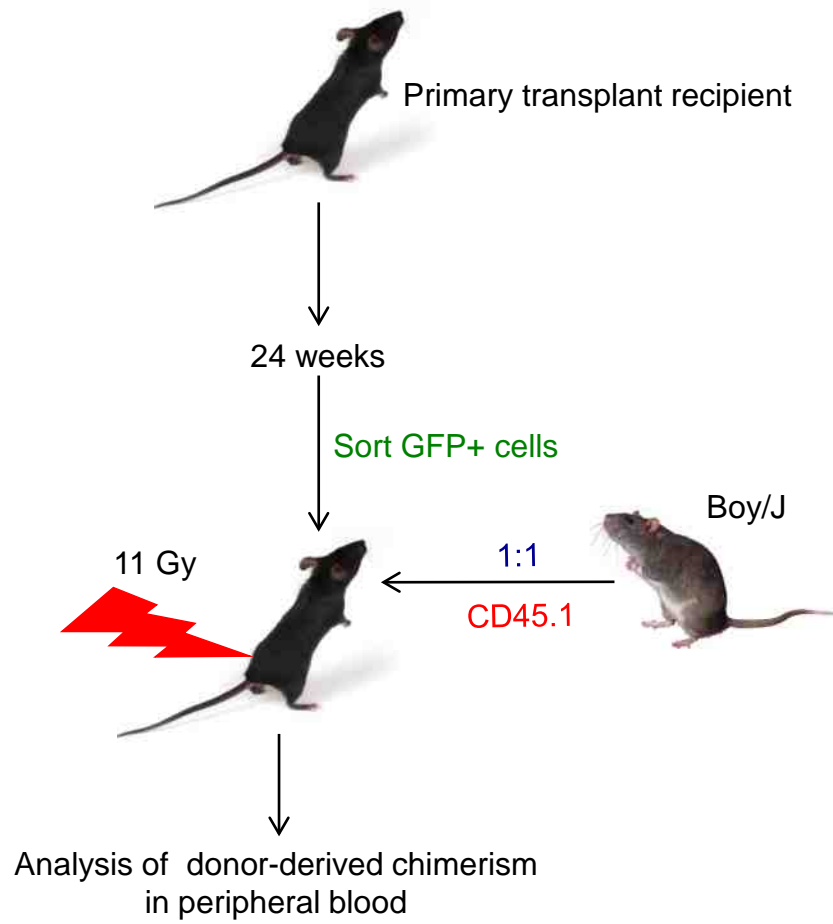 Primary transplant recipient
24 weeks
Sort GFP+ cells
Boy/J
11 Gy
1:1
CD45.1
Analysis of donor-derived chimerism
in peripheral blood